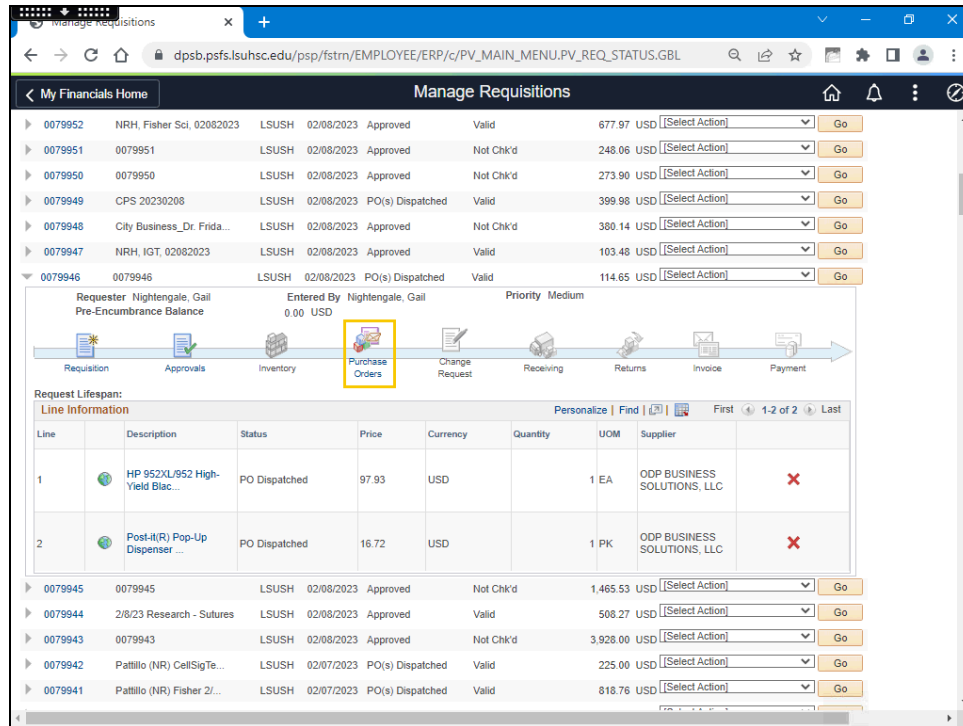 Manage Requisitions
dpsb.psfs.lsuhsc.edu/psp/fstrn/EMPLOYEE/ERP/c/PV_MAIN_MENU.PV_REQ_STATUS.GBL
My Financials Home Manage Requisitions
0079952 NRH, Fisher Sci, 02082023 LSUSH 02/08/2023 Approved Valid 677.97 USD [Select Action] Go
0079951 0079951 LSUSH 02/08/2023 Approved Not Chk'd 248.06 USD [Select Action] Go
0079950 0079950 LSUSH 02/08/2023 Approved Not Chk'd 273.90 USD [Select Action] Go
0079949 CPS 20230208 LSUSH 02/08/2023 PO(s) Dispatched Valid 399.98 USD [Select Action] Go
0079948 City Business_Dr. Frida... LSUSH 02/08/2023 Approved Not Chk'd 380.14 USD [Select Action] Go
0079947 NRH, IGT, 02082023 LSUSH 02/08/2023 Approved Valid 103.48 USD [Select Action] Go
0079946 0079946 LSUSH 02/08/2023 PO(s) Dispatched Valid 114.65 USD [Select Action] Go
Requester Nightengale, Gail Entered By Nightengale, Gail Priority Medium
Pre-Encumbrance Balance 0.00 USD
Requisition Approvals Inventory Purchase Orders Change Request Receiving Returns Invoice Payment
Request Lifespan:
Line Information Personalize | Find | First 1-2 of 2 Last
Line Description Status Price Currency Quantity UOM Supplier
1 HP 952XL/952 High-Yield Blac... PO Dispatched 97.93 USD 1 EA ODP BUSINESS SOLUTIONS, LLC
2 Post-it(R) Pop-Up Dispenser ... PO Dispatched 16.72 USD 1 PK ODP BUSINESS SOLUTIONS, LLC
0079945 0079945 LSUSH 02/08/2023 Approved Not Chk'd 1,465.53 USD [Select Action] Go
0079944 2/8/23 Research - Sutures LSUSH 02/08/2023 Approved Valid 508.27 USD [Select Action] Go
0079943 0079943 LSUSH 02/08/2023 Approved Not Chk'd 3,928.00 USD [Select Action] Go
0079942 Pattillo (NR) CellSigTe... LSUSH 02/07/2023 PO(s) Dispatched Valid 225.00 USD [Select Action] Go
0079941 Pattillo (NR) Fisher 2/... LSUSH 02/07/2023 PO(s) Dispatched Valid 818.76 USD [Select Action] Go